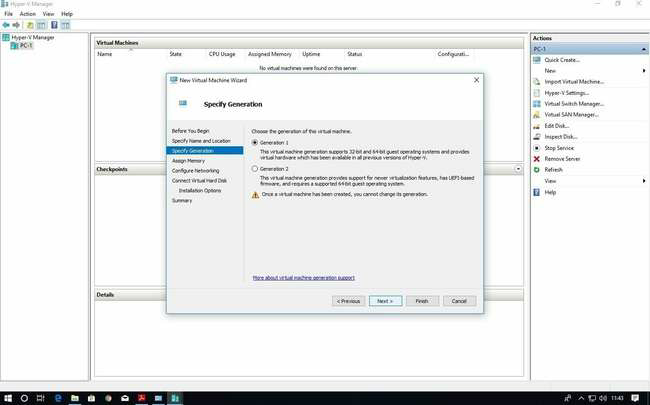 Hyper-V Manager
File Action View Help
Hyper-V Manager
PC-1
Virtual Machines
Name State CPU Usage Assigned Memory Uptime Status Configurati...
No virtual machines were found on this server.
Checkpoints
Details
New Virtual Machine Wizard
Specify Generation
Before You Begin
Specify Name and Location
Specify Generation
Assign Memory
Configure Networking
Connect Virtual Hard Disk
Installation Options
Summary
Choose the generation of this virtual machine.
Generation 1
This virtual machine generation supports 32-bit and 64-bit guest operating systems and provides
virtual hardware which has been available in all previous versions of Hyper-V.
Generation 2
This virtual machine generation provides support for newer virtualization features, has UEFI-based
firmware, and requires a supported 64-bit guest operating system.
Once a virtual machine has been created, you cannot change its generation.
More about virtual machine generation support
< Previous Next > Finish Cancel
Actions
PC-1
Quick Create...
New
Import Virtual Machine...
Hyper-V Settings...
Virtual Switch Manager...
Virtual SAN Manager...
Edit Disk...
Inspect Disk...
Stop Service
Remove Server
Refresh
View
Help
11:43